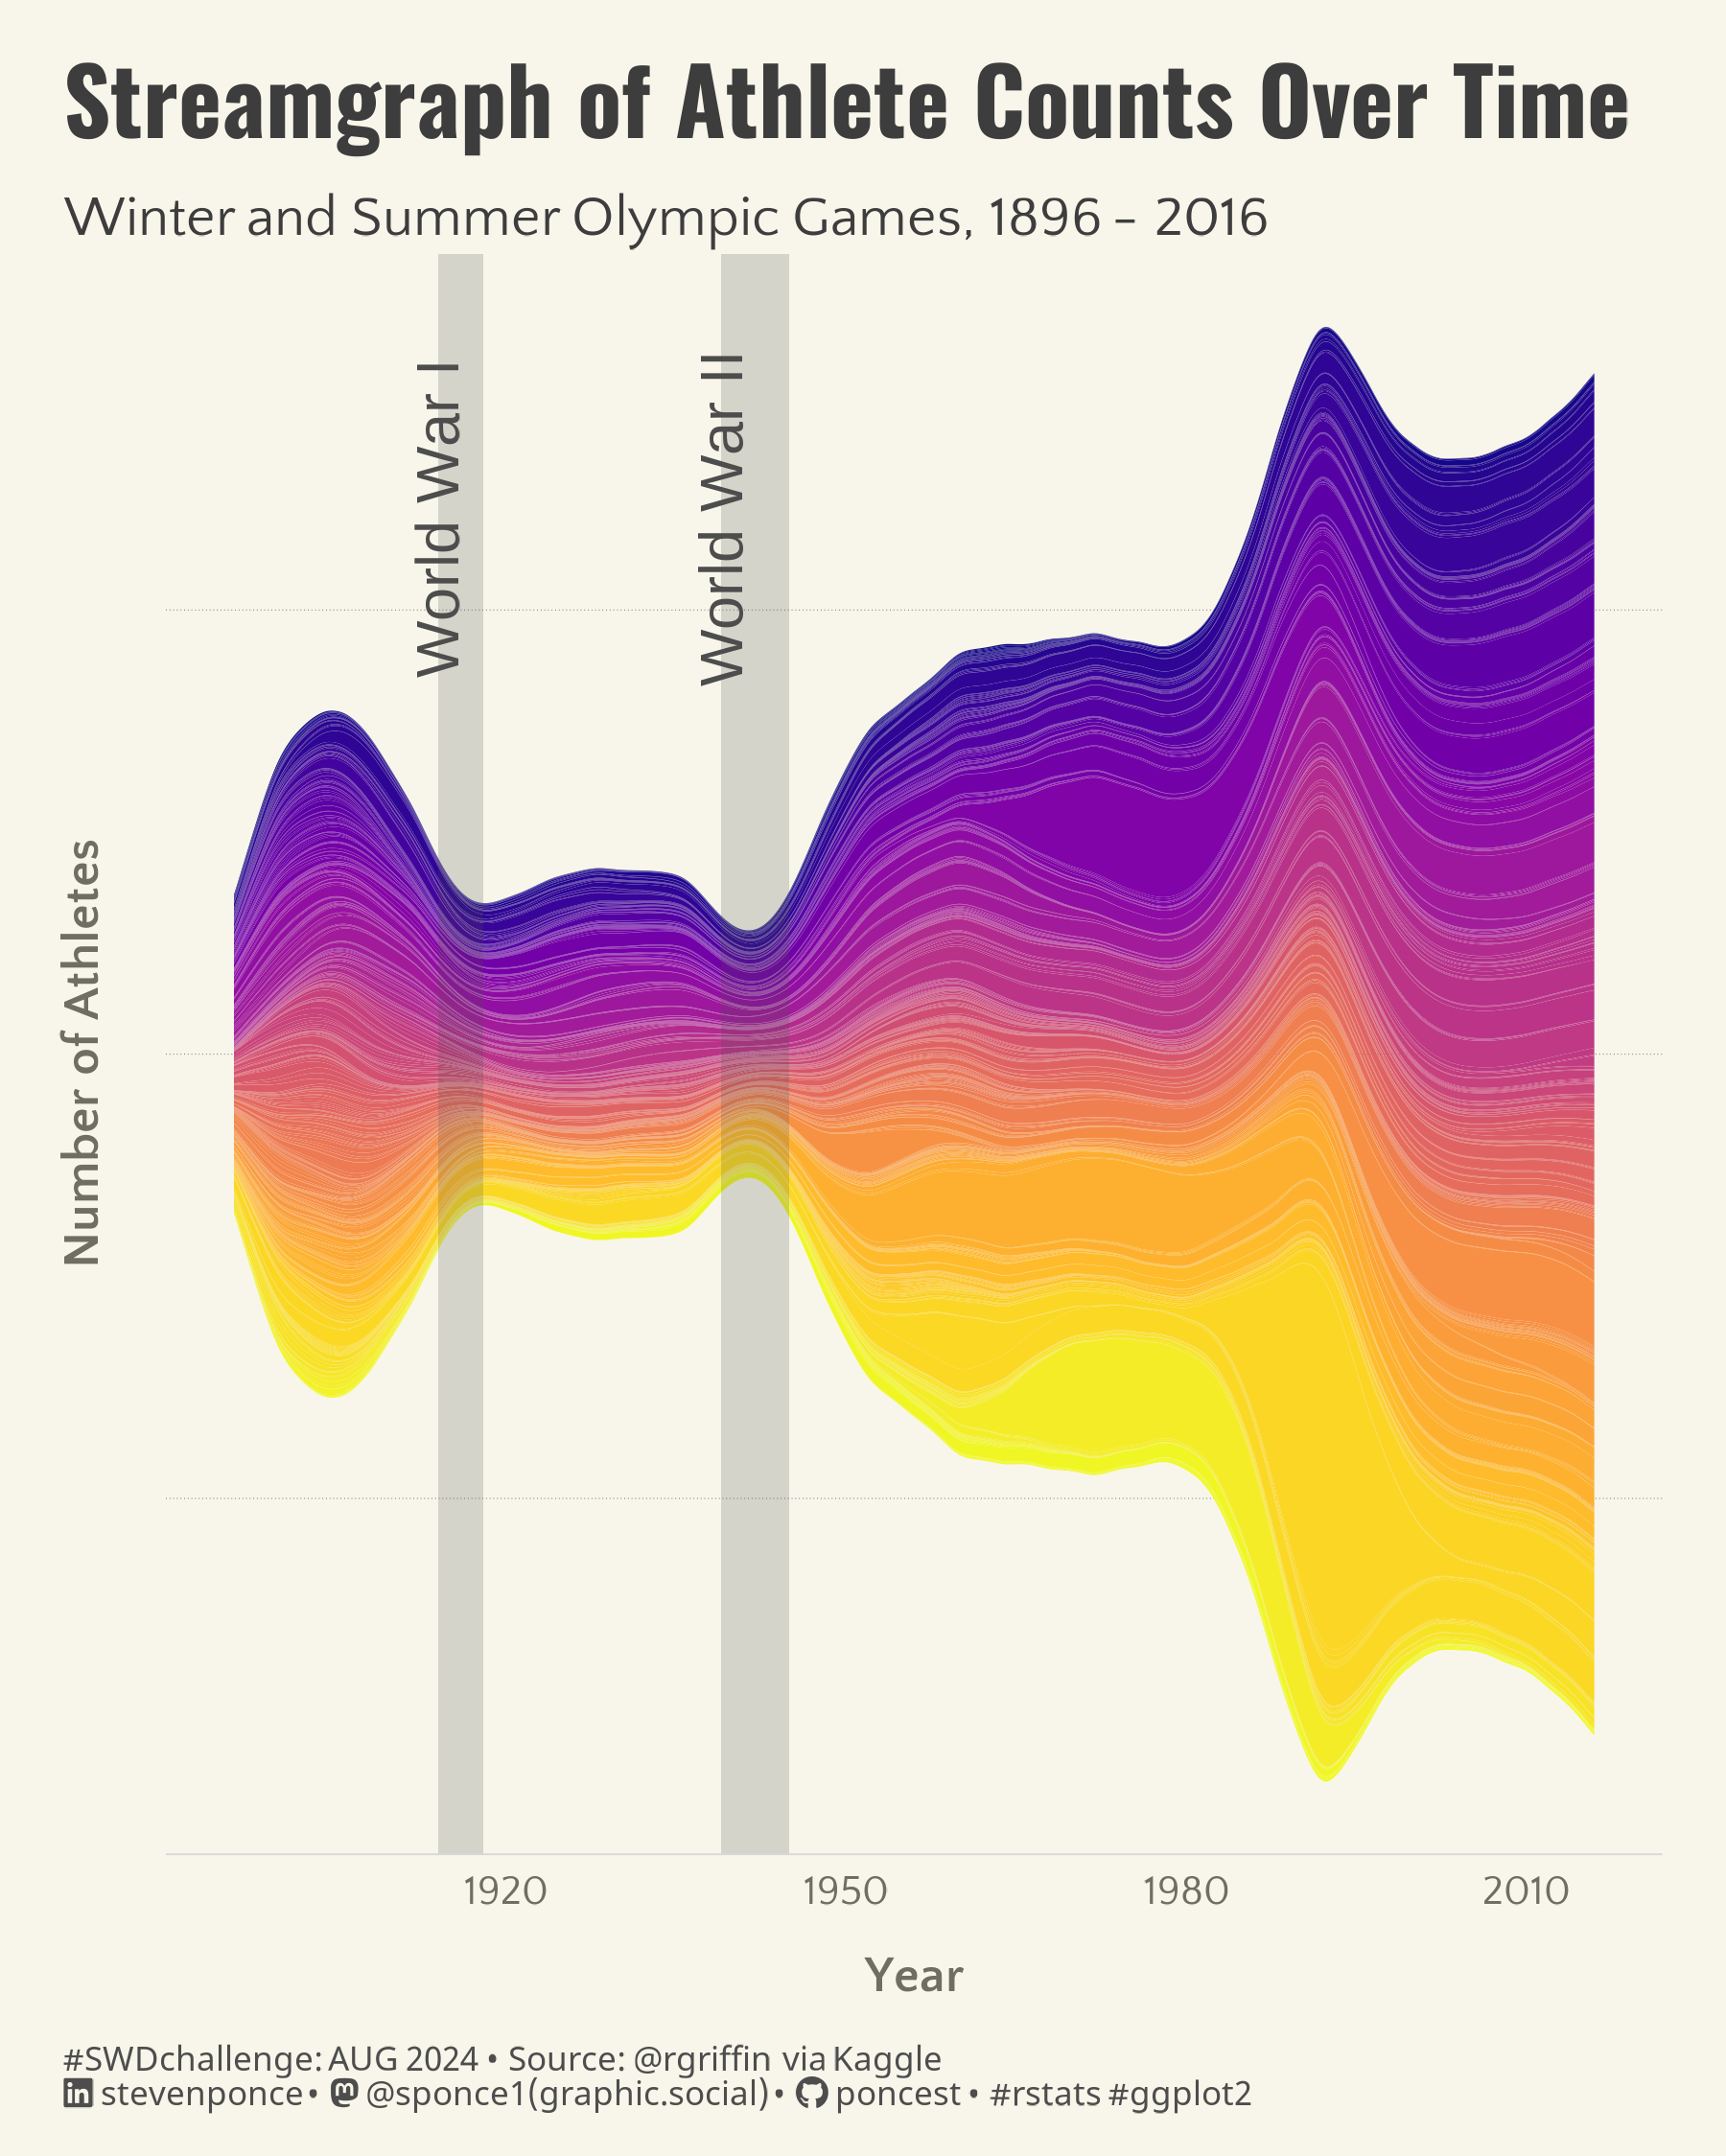 Streamgraph of Athlete Counts Over Time
Winter and Summer Olympic Games, 1896 – 2016
World War I
World War II
Number of Athletes
1920
1950
1980
2010
Year
#SWDchallenge: AUG 2024 • Source: @rgriffin via Kaggle
in stevenponce • @sponce1(graphic.social) • poncest • #rstats #ggplot2